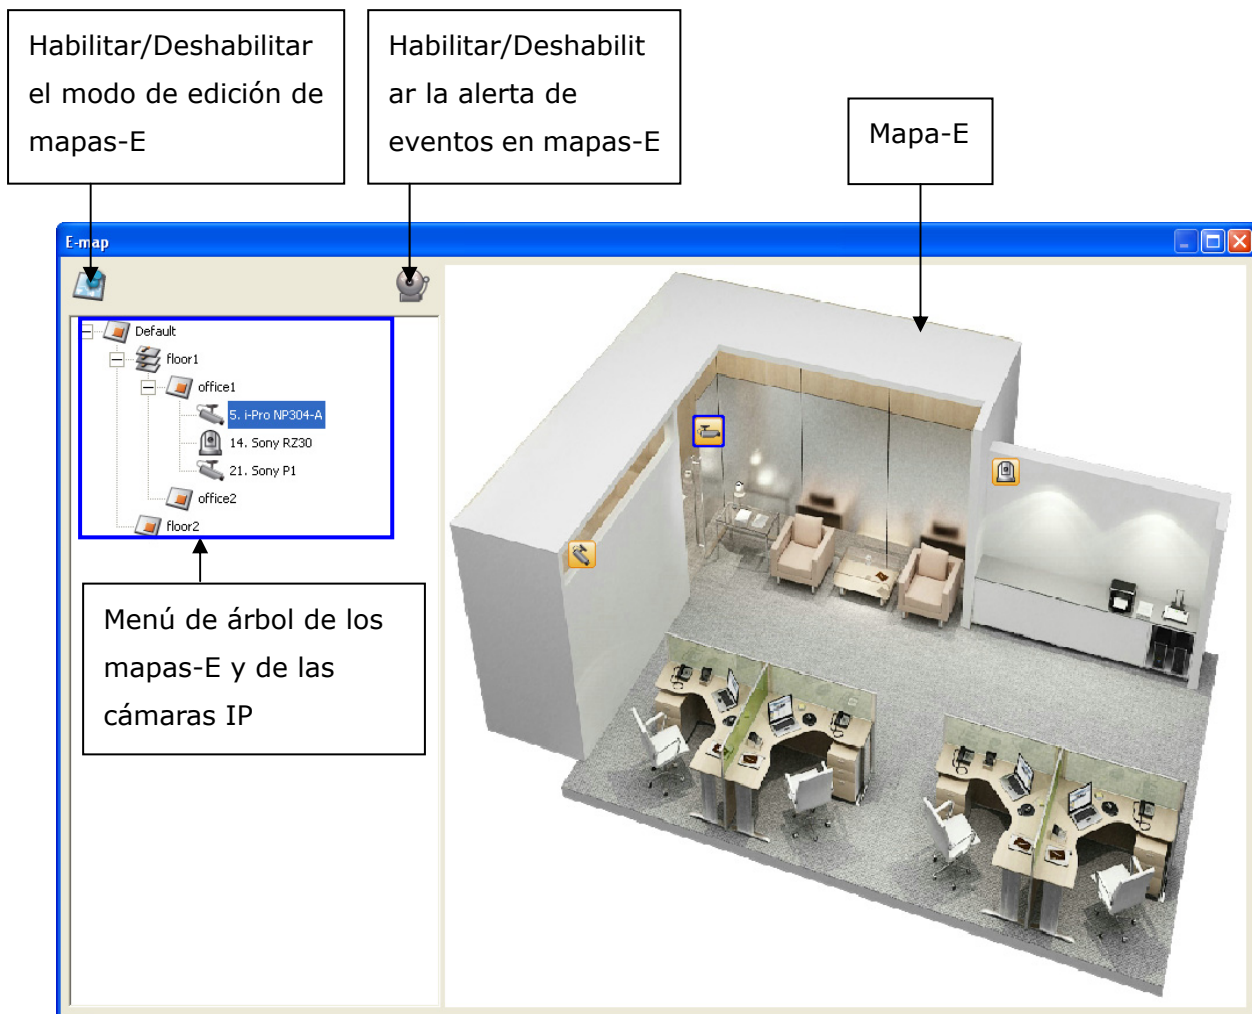 Habilitar/Deshabilitar
el modo de edición de
mapas-E
Habilitar/Deshabilit
ar la alerta de
eventos en mapas-E
Mapa-E
E-map
Default
floor1
office1
5. i-Pro NP304-A
14. Sony RZ30
21. Sony P1
office2
floor2
Menú de árbol de los
mapas-E y de las
cámaras IP